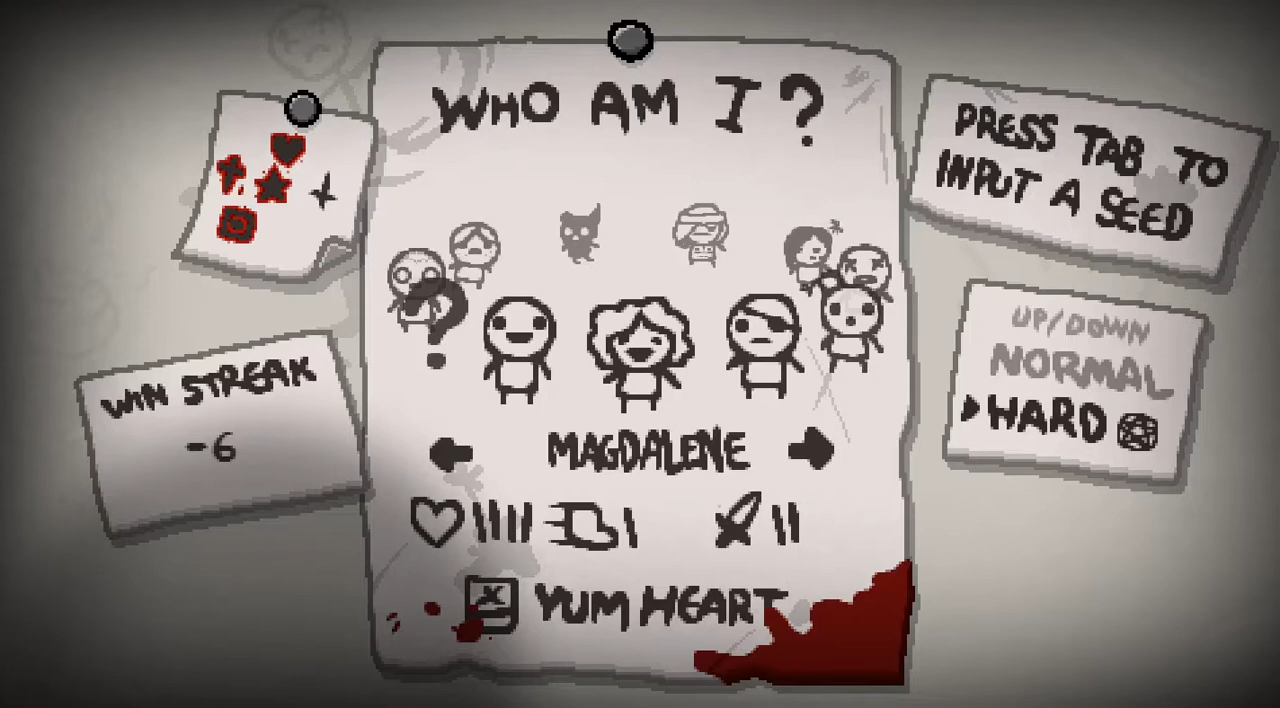 WHO AM I?
PRESS TAB TO
INPUT A SEED
UP/DOWN
NORMAL
HARD
WIN STREAK
-6
?
MAGDALENE
YUM HEART